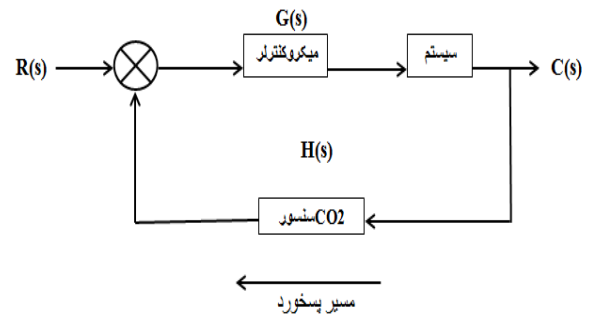 G(s)
R(s)
میکروکنترلر
سیستم
C(s)
H(s)
سنسورCO2
مسیر پسخورد